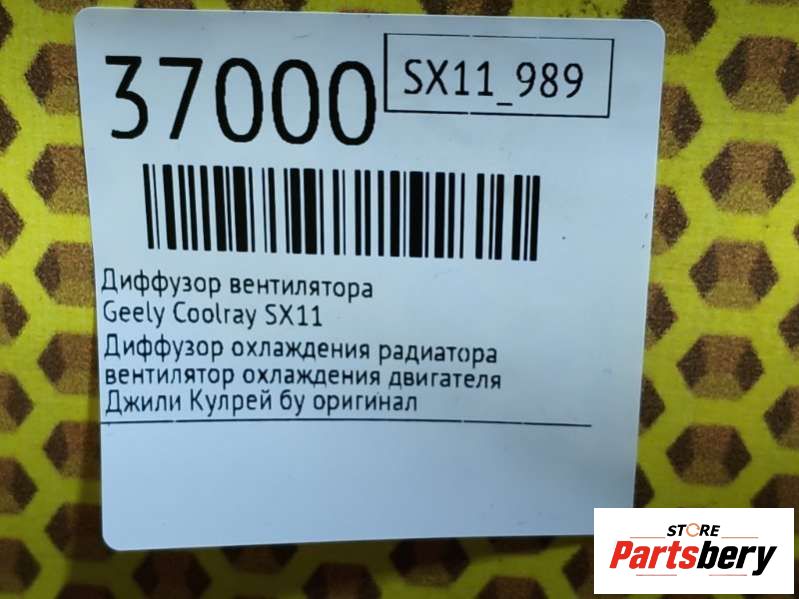 37000
SX11_989
Диффузор вентилятора
Geely Coolray SX11
Диффузор охлаждения радиатора
вентилятор охлаждения двигателя
Джили Кулрей бу оригинал
STORE
Partsbery